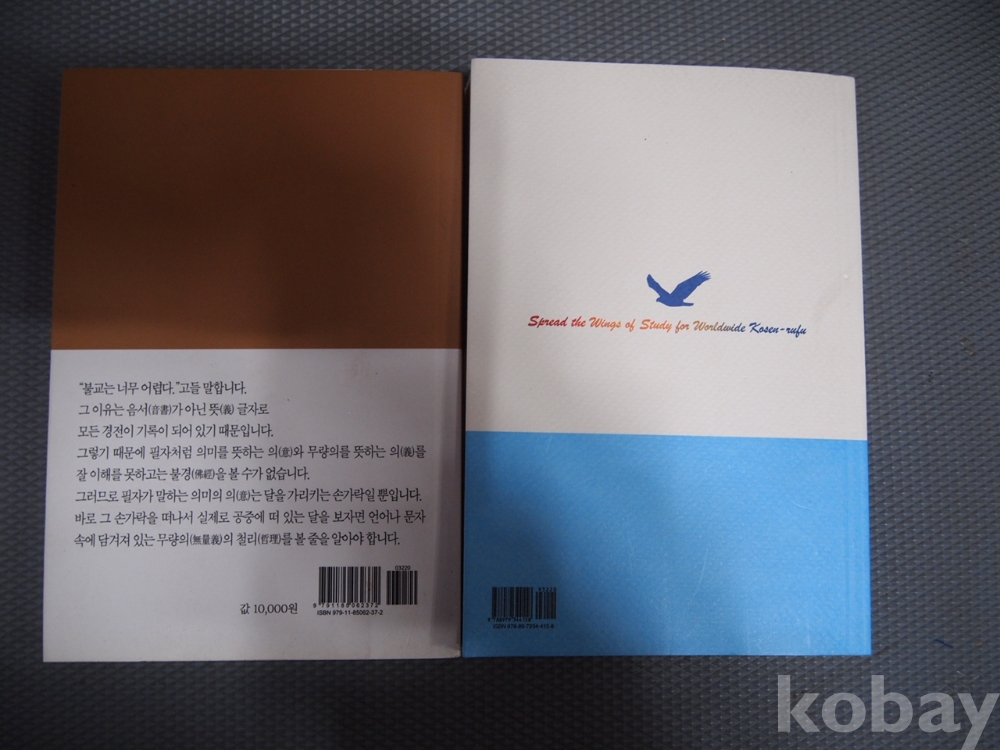 "불교는 너무 어렵다."고들 말합니다.
그 이유는 음서(音書)가 아닌 뜻(義) 글자로
모든 경전이 기록이 되어 있기 때문입니다.
그렇기 때문에 필자처럼 의미를 뜻하는 의(意)와 무량의를 뜻하는 의(義)를
잘 이해를 못하고는 불경(佛經)을 볼 수가 없습니다.
그러므로 필자가 말하는 의미의 의(意)는 달을 가리키는 손가락일 뿐입니다.
바로 그 손가락을 떠나서 실제로 공중에 떠 있는 달을 보자면 언어나 문자
속에 담겨져 있는 무량의(無量義)의 철리(哲理)를 볼 줄을 알아야 합니다.
값 10,000원
03220
9 791185 062372
ISBN 979-11-85062-37-2
Spread the Wings of Study for Worldwide Kosen-rufu
kobay